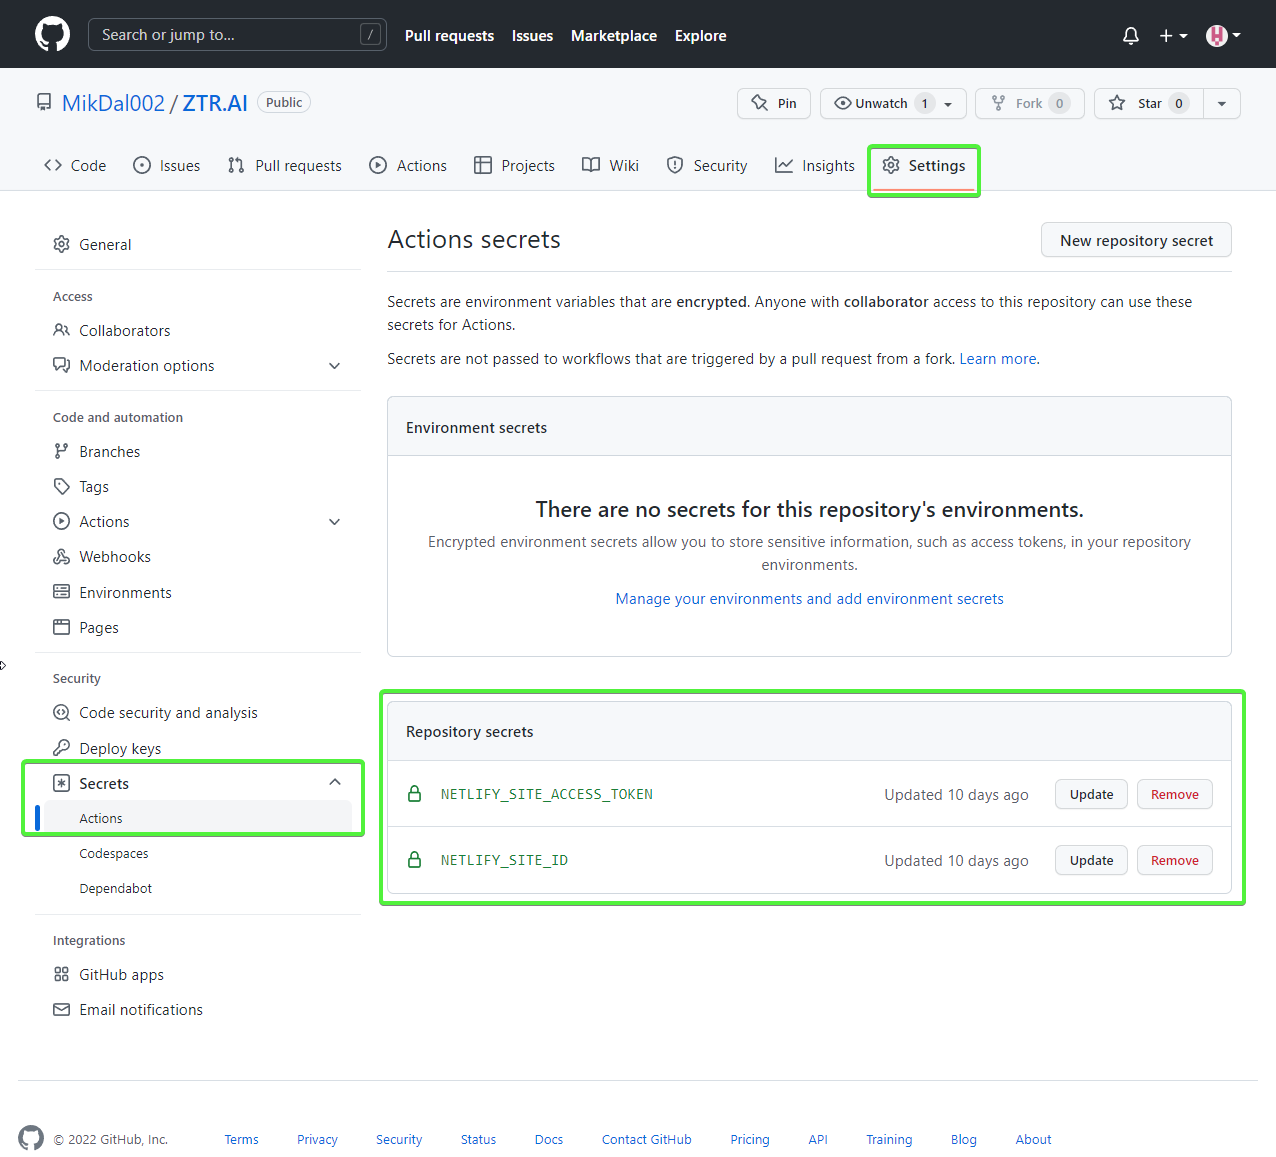 Search or jump to... /
Pull requests Issues Marketplace Explore
MikDal002 / ZTR.AI Public
Pin Unwatch 1 Fork 0 Star 0
Code Issues Pull requests Actions Projects Wiki Security Insights Settings
General
Access
Collaborators
Moderation options
Code and automation
Branches
Tags
Actions
Webhooks
Environments
Pages
Security
Code security and analysis
Deploy keys
Secrets
Actions
Codespaces
Dependabot
Integrations
GitHub apps
Email notifications
Actions secrets
New repository secret
Secrets are environment variables that are encrypted. Anyone with collaborator access to this repository can use these
secrets for Actions.
Secrets are not passed to workflows that are triggered by a pull request from a fork. Learn more.
Environment secrets
There are no secrets for this repository's environments.
Encrypted environment secrets allow you to store sensitive information, such as access tokens, in your repository
environments.
Manage your environments and add environment secrets
Repository secrets
NETLIFY_SITE_ACCESS_TOKEN Updated 10 days ago Update Remove
NETLIFY_SITE_ID Updated 10 days ago Update Remove
© 2022 GitHub, Inc. Terms Privacy Security Status Docs Contact GitHub Pricing API Training Blog About